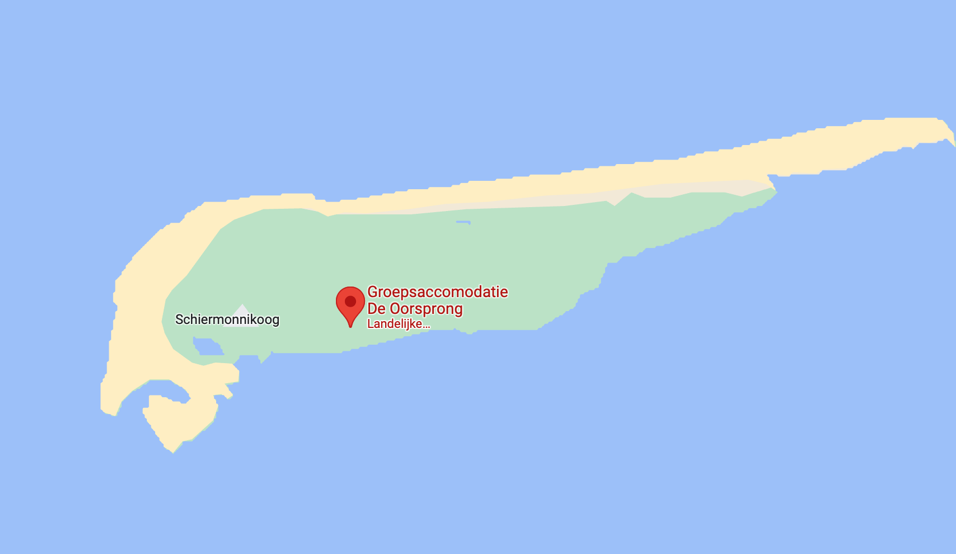 Groepsaccomodatie
De Oorsprong
Landelijke...
Schiermonnikoog